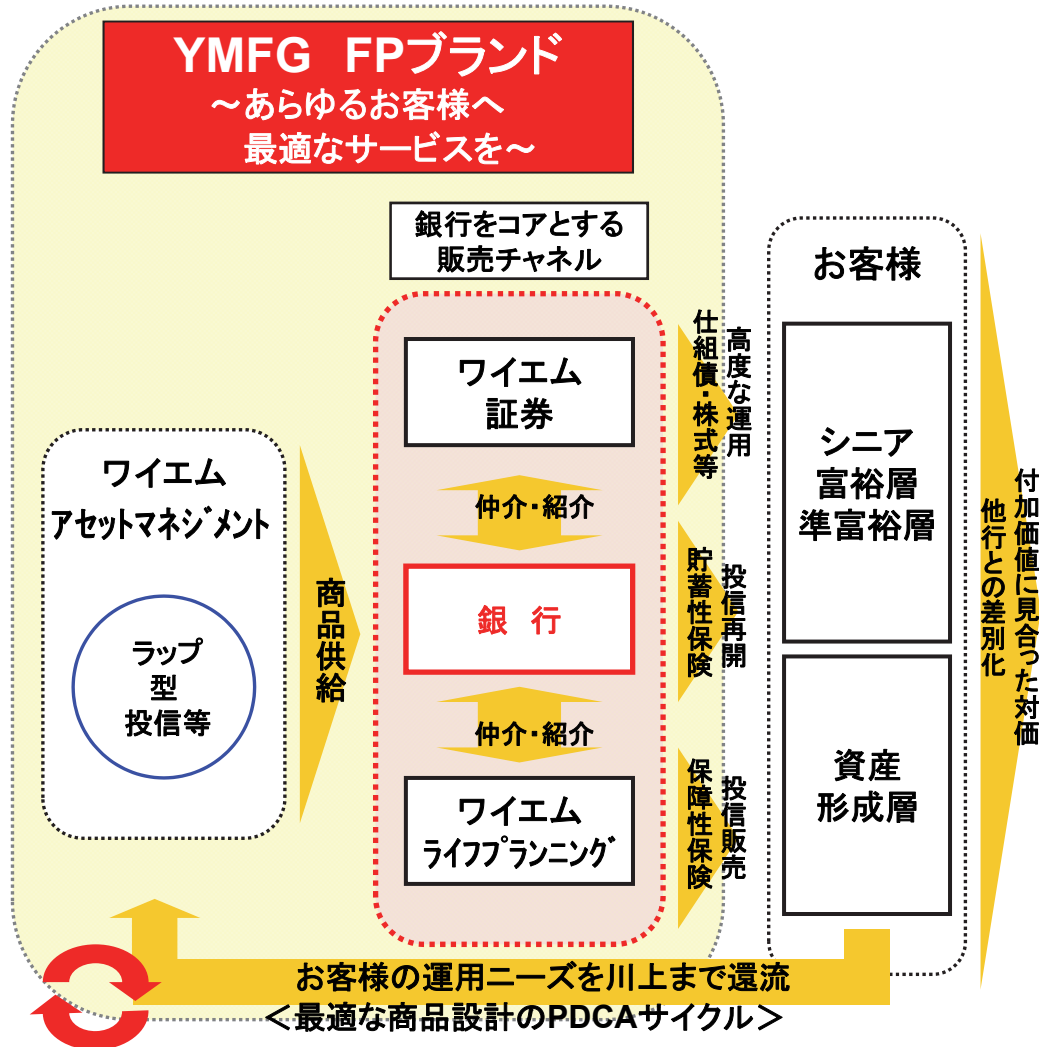 YMFG　FPブランド
～あらゆるお客様へ
最適なサービスを～
銀行をコアとする
販売チャネル
ワイエム
アセットマネジメント
ラップ
型
投信等
商品供給
ワイエム
証券
仲介・紹介
銀　行
仲介・紹介
ワイエム
ライフプランニング
高度な運用
仕組債・株式等
投信再開
貯蓄性保険
投信販売
保障性保険
お客様
シニア
富裕層
準富裕層
資産
形成層
付加価値に見合った対価
他行との差別化
お客様の運用ニーズを川上まで還流
＜最適な商品設計のPDCAサイクル＞